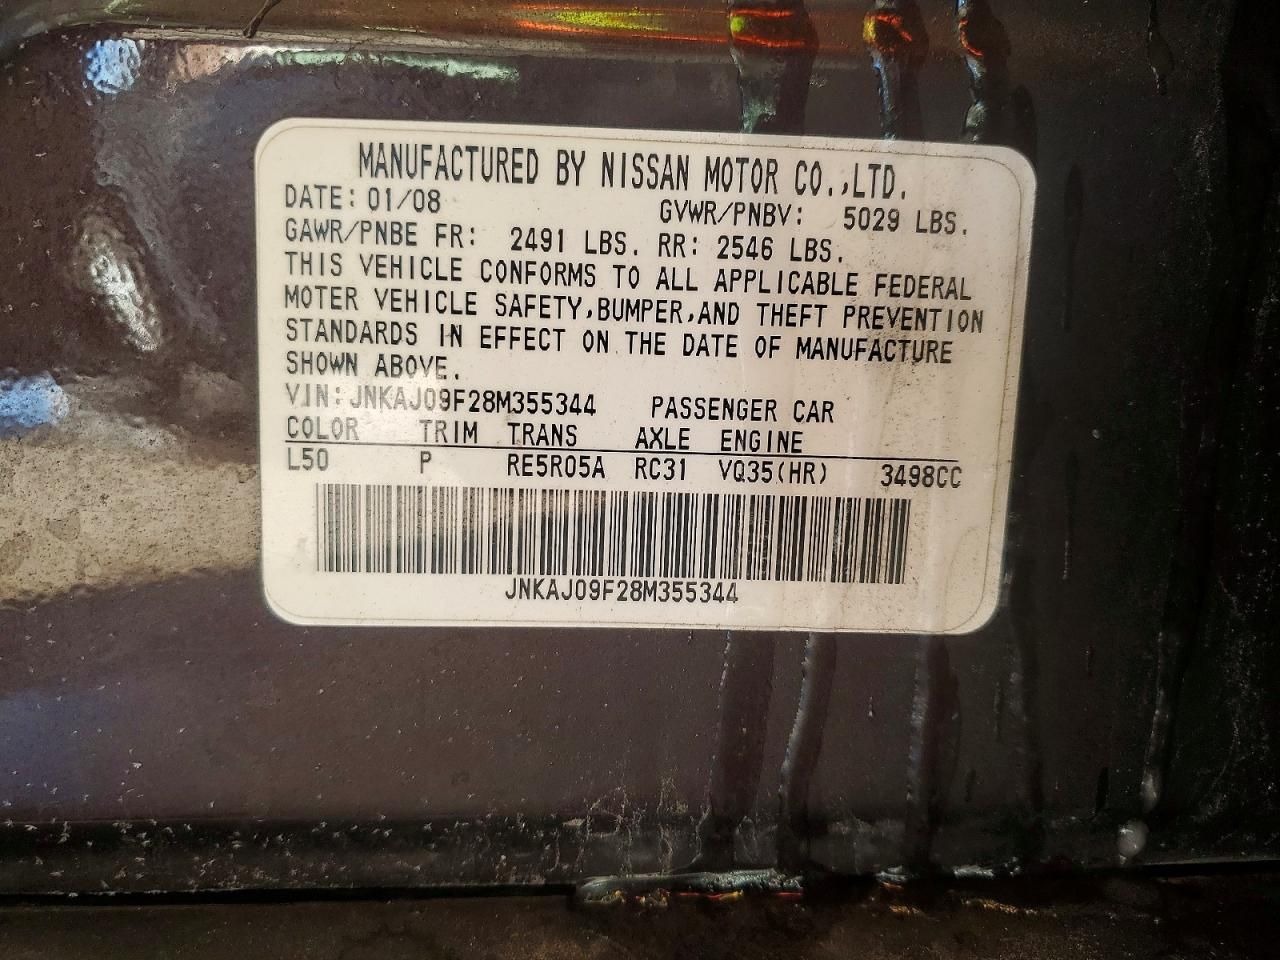 MANUFACTURED BY NISSAN MOTOR CO.,LTD.
DATE: 01/08 GVWR/PNBV: 5029 LBS.
GAWR/PNBE FR: 2491 LBS. RR: 2546 LBS.
THIS VEHICLE CONFORMS TO ALL APPLICABLE FEDERAL
MOTER VEHICLE SAFETY,BUMPER,AND THEFT PREVENTION
STANDARDS IN EFFECT ON THE DATE OF MANUFACTURE
SHOWN ABOVE.
VIN: JNKAJ09F28M355344 PASSENGER CAR
COLOR TRIM TRANS AXLE ENGINE
L50 P RE5R05A RC31 VQ35(HR) 3498CC
JNKAJ09F28M355344